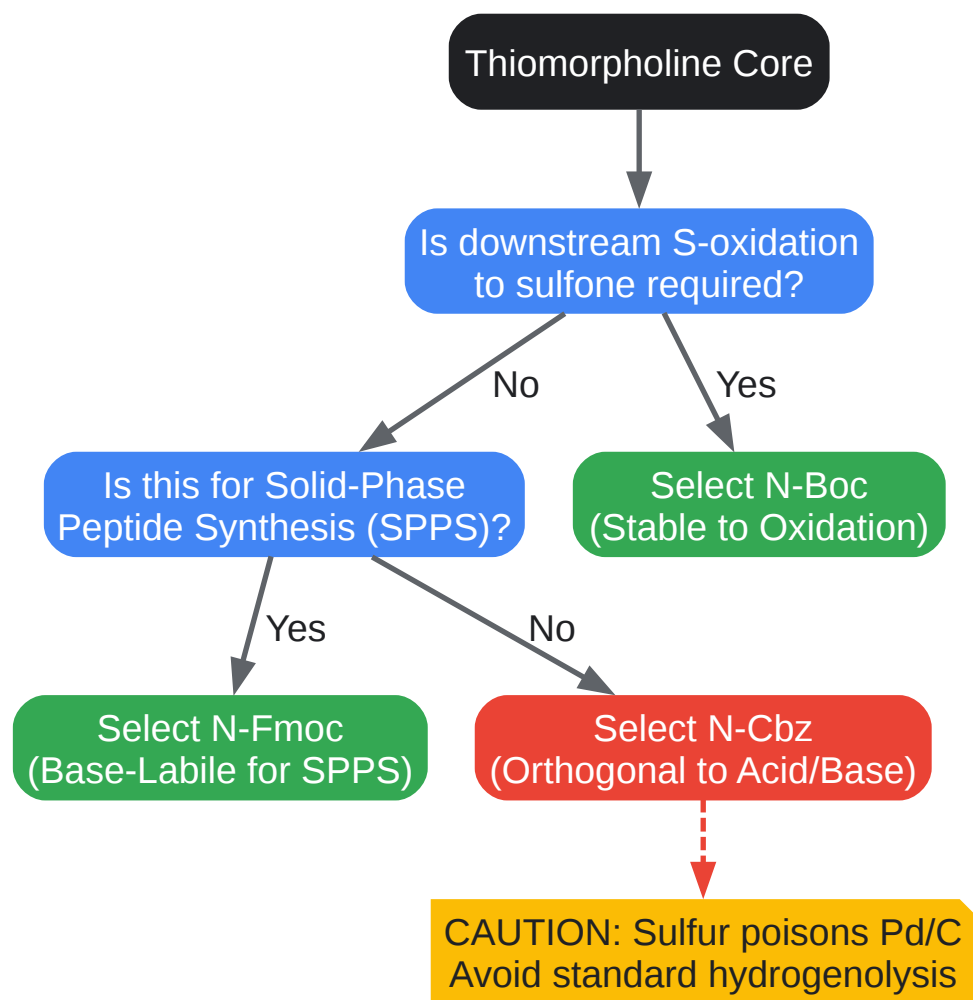 Thiomorpholine Core
Is downstream S-oxidation
to sulfone required?
No
Yes
Is this for Solid-Phase
Peptide Synthesis (SPPS)?
Select N-Boc
(Stable to Oxidation)
Yes
No
Select N-Fmoc
(Base-Labile for SPPS)
Select N-Cbz
(Orthogonal to Acid/Base)
CAUTION: Sulfur poisons Pd/C
Avoid standard hydrogenolysis